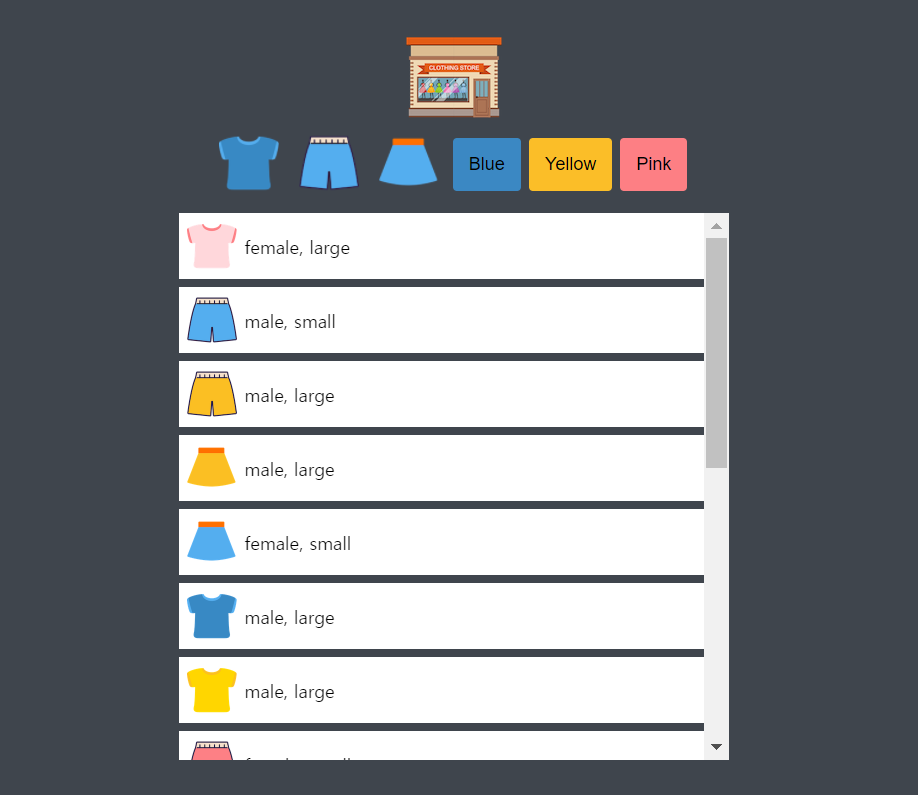 CLOTHING STORE
Blue Yellow Pink
female, large
male, small
male, large
male, large
female, small
male, large
male, large